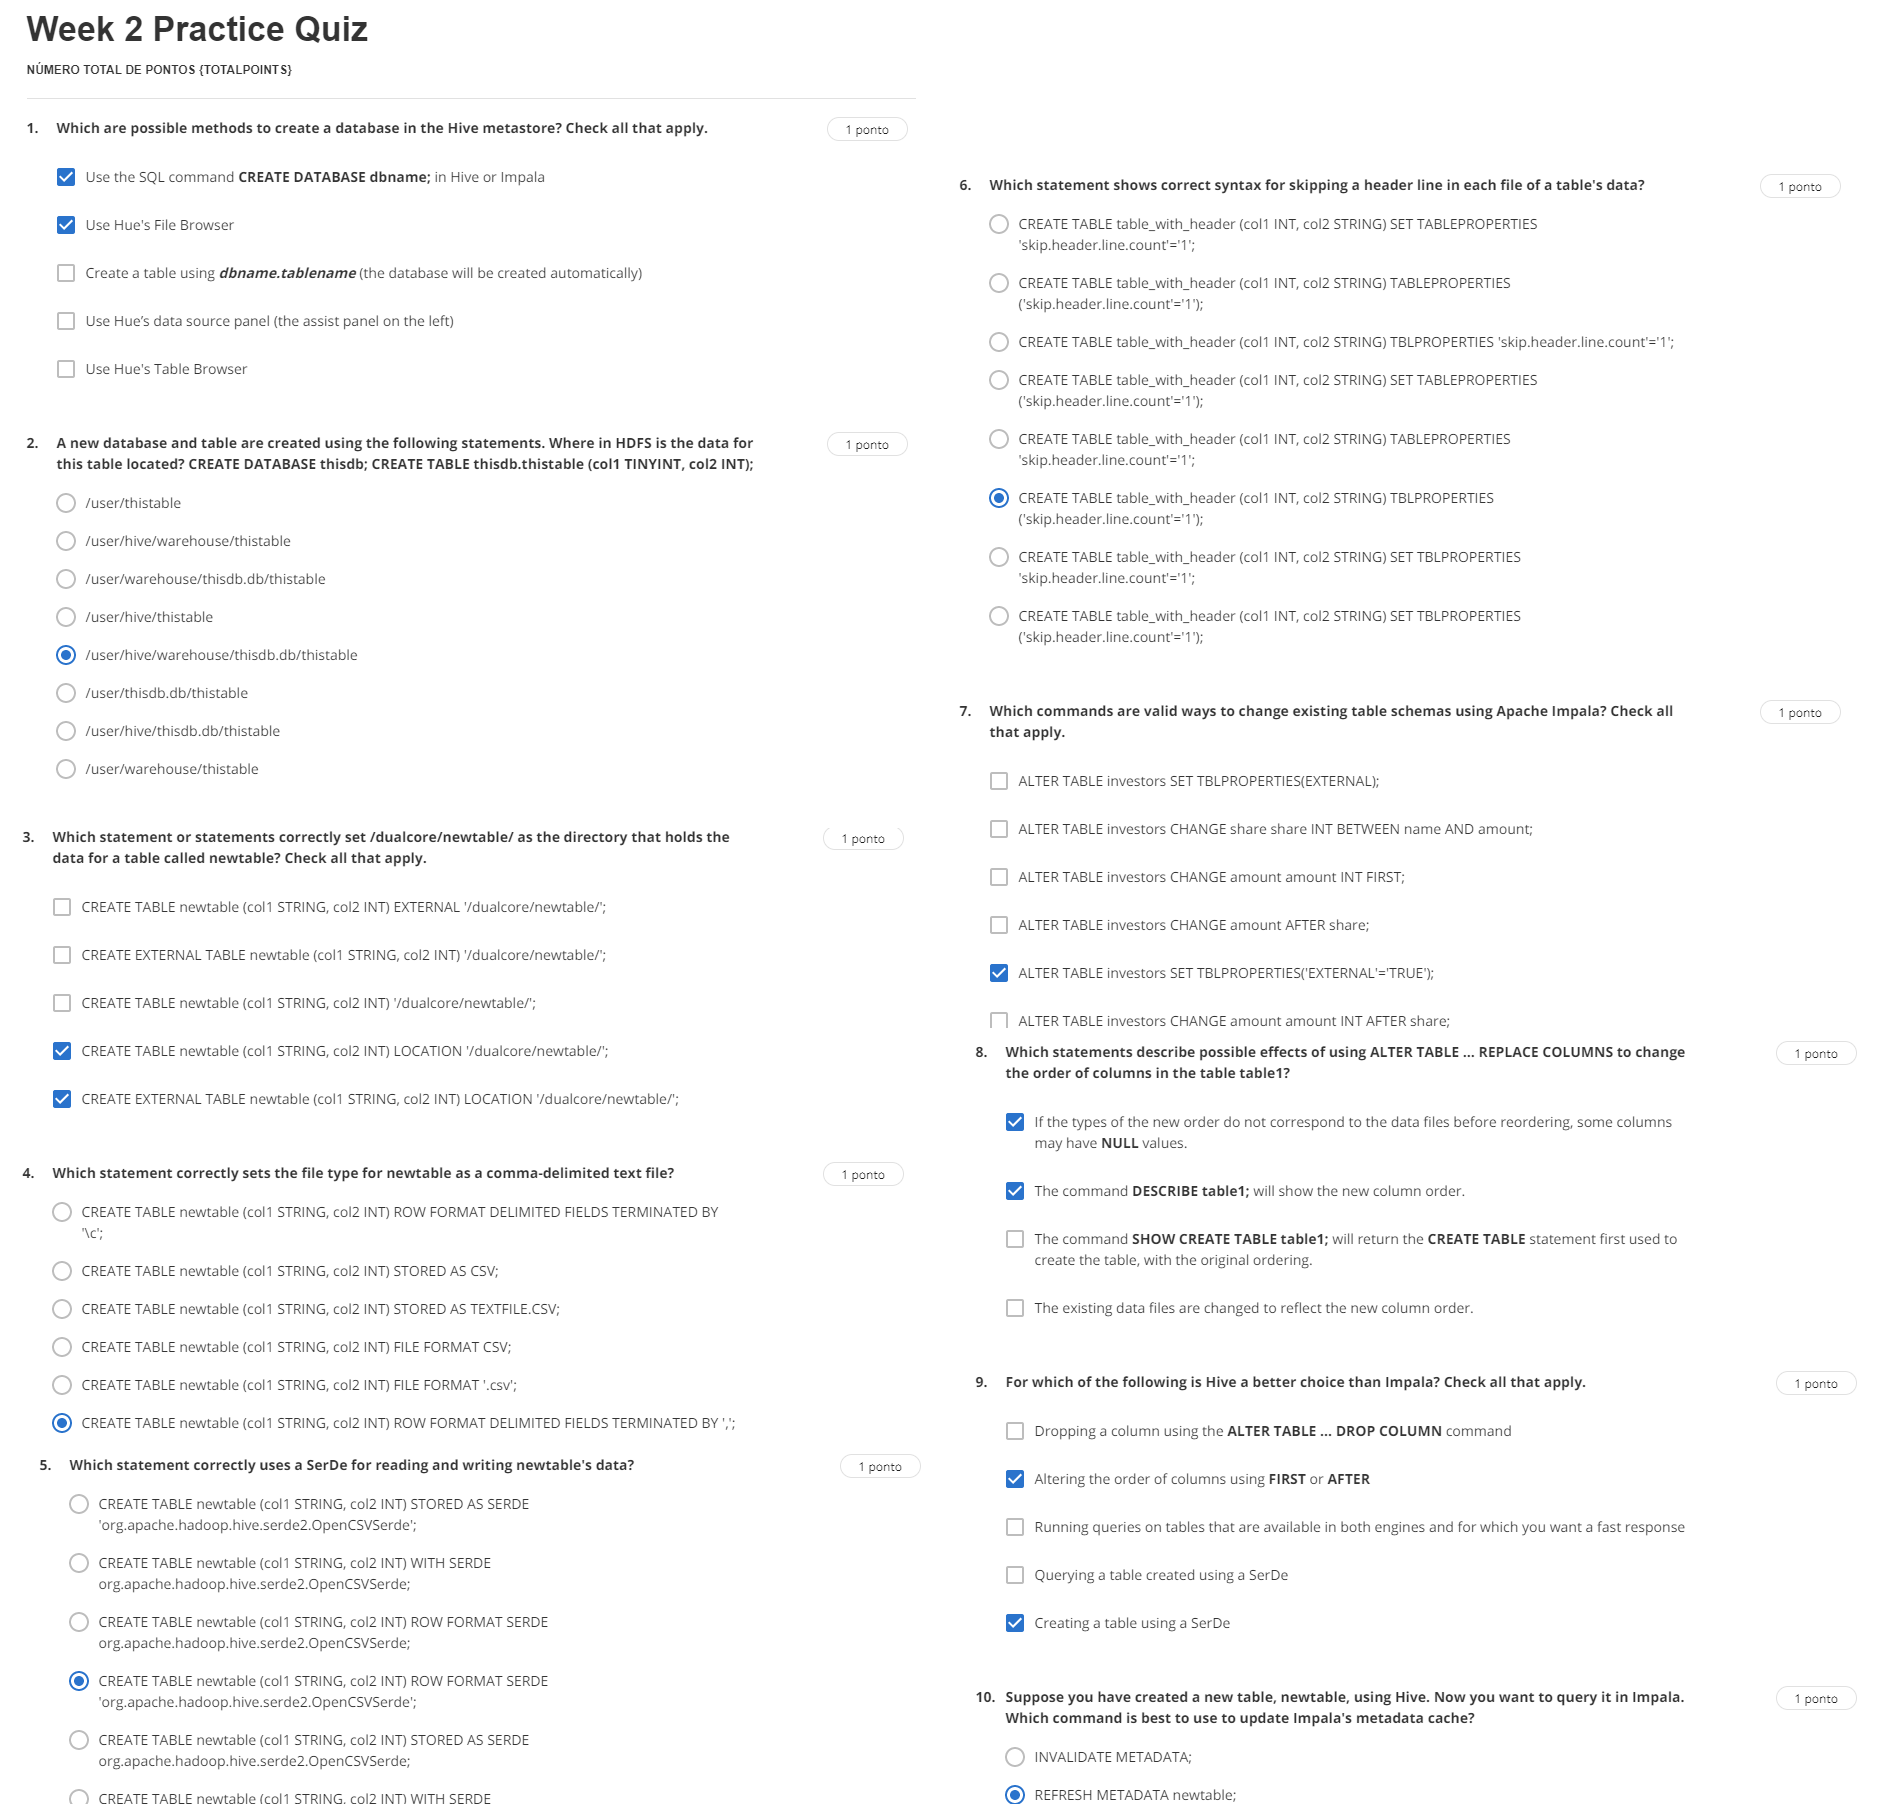 Week 2 Practice Quiz
NÚMERO TOTAL DE PONTOS {TOTALPOINTS}
1. Which are possible methods to create a database in the Hive metastore? Check all that apply.
1 ponto
Use the SQL command CREATE DATABASE dbname; in Hive or Impala
Use Hue's File Browser
Create a table using dbname.tablename (the database will be created automatically)
Use Hue’s data source panel (the assist panel on the left)
Use Hue's Table Browser
2. A new database and table are created using the following statements. Where in HDFS is the data for
this table located? CREATE DATABASE thisdb; CREATE TABLE thisdb.thistable (col1 TINYINT, col2 INT);
1 ponto
/user/thistable
/user/hive/warehouse/thistable
/user/warehouse/thisdb.db/thistable
/user/hive/thistable
/user/hive/warehouse/thisdb.db/thistable
/user/thisdb.db/thistable
/user/hive/thisdb.db/thistable
/user/warehouse/thistable
3. Which statement or statements correctly set /dualcore/newtable/ as the directory that holds the
data for a table called newtable? Check all that apply.
1 ponto
CREATE TABLE newtable (col1 STRING, col2 INT) EXTERNAL '/dualcore/newtable/';
CREATE EXTERNAL TABLE newtable (col1 STRING, col2 INT) '/dualcore/newtable/';
CREATE TABLE newtable (col1 STRING, col2 INT) '/dualcore/newtable/';
CREATE TABLE newtable (col1 STRING, col2 INT) LOCATION '/dualcore/newtable/';
CREATE EXTERNAL TABLE newtable (col1 STRING, col2 INT) LOCATION '/dualcore/newtable/';
4. Which statement correctly sets the file type for newtable as a comma-delimited text file?
1 ponto
CREATE TABLE newtable (col1 STRING, col2 INT) ROW FORMAT DELIMITED FIELDS TERMINATED BY
'\c';
CREATE TABLE newtable (col1 STRING, col2 INT) STORED AS CSV;
CREATE TABLE newtable (col1 STRING, col2 INT) STORED AS TEXTFILE.CSV;
CREATE TABLE newtable (col1 STRING, col2 INT) FILE FORMAT CSV;
CREATE TABLE newtable (col1 STRING, col2 INT) FILE FORMAT '.csv';
CREATE TABLE newtable (col1 STRING, col2 INT) ROW FORMAT DELIMITED FIELDS TERMINATED BY ',';
5. Which statement correctly uses a SerDe for reading and writing newtable's data?
1 ponto
CREATE TABLE newtable (col1 STRING, col2 INT) STORED AS SERDE
'org.apache.hadoop.hive.serde2.OpenCSVSerde';
CREATE TABLE newtable (col1 STRING, col2 INT) WITH SERDE
org.apache.hadoop.hive.serde2.OpenCSVSerde;
CREATE TABLE newtable (col1 STRING, col2 INT) ROW FORMAT SERDE
org.apache.hadoop.hive.serde2.OpenCSVSerde;
CREATE TABLE newtable (col1 STRING, col2 INT) ROW FORMAT SERDE
'org.apache.hadoop.hive.serde2.OpenCSVSerde';
CREATE TABLE newtable (col1 STRING, col2 INT) STORED AS SERDE
org.apache.hadoop.hive.serde2.OpenCSVSerde;
CREATE TABLE newtable (col1 STRING, col2 INT) WITH SERDE
6. Which statement shows correct syntax for skipping a header line in each file of a table's data?
1 ponto
CREATE TABLE table_with_header (col1 INT, col2 STRING) SET TABLEPROPERTIES
'skip.header.line.count'='1';
CREATE TABLE table_with_header (col1 INT, col2 STRING) TABLEPROPERTIES
('skip.header.line.count'='1');
CREATE TABLE table_with_header (col1 INT, col2 STRING) TBLPROPERTIES 'skip.header.line.count'='1';
CREATE TABLE table_with_header (col1 INT, col2 STRING) SET TABLEPROPERTIES
('skip.header.line.count'='1');
CREATE TABLE table_with_header (col1 INT, col2 STRING) TABLEPROPERTIES
'skip.header.line.count'='1';
CREATE TABLE table_with_header (col1 INT, col2 STRING) TBLPROPERTIES
('skip.header.line.count'='1');
CREATE TABLE table_with_header (col1 INT, col2 STRING) SET TBLPROPERTIES
'skip.header.line.count'='1';
CREATE TABLE table_with_header (col1 INT, col2 STRING) SET TBLPROPERTIES
('skip.header.line.count'='1');
7. Which commands are valid ways to change existing table schemas using Apache Impala? Check all
that apply.
1 ponto
ALTER TABLE investors SET TBLPROPERTIES(EXTERNAL);
ALTER TABLE investors CHANGE share share INT BETWEEN name AND amount;
ALTER TABLE investors CHANGE amount amount INT FIRST;
ALTER TABLE investors CHANGE amount AFTER share;
ALTER TABLE investors SET TBLPROPERTIES('EXTERNAL'='TRUE');
ALTER TABLE investors CHANGE amount amount INT AFTER share;
8. Which statements describe possible effects of using ALTER TABLE ... REPLACE COLUMNS to change
the order of columns in the table table1?
1 ponto
If the types of the new order do not correspond to the data files before reordering, some columns
may have NULL values.
The command DESCRIBE table1; will show the new column order.
The command SHOW CREATE TABLE table1; will return the CREATE TABLE statement first used to
create the table, with the original ordering.
The existing data files are changed to reflect the new column order.
9. For which of the following is Hive a better choice than Impala? Check all that apply.
1 ponto
Dropping a column using the ALTER TABLE ... DROP COLUMN command
Altering the order of columns using FIRST or AFTER
Running queries on tables that are available in both engines and for which you want a fast response
Querying a table created using a SerDe
Creating a table using a SerDe
10. Suppose you have created a new table, newtable, using Hive. Now you want to query it in Impala.
Which command is best to use to update Impala's metadata cache?
1 ponto
INVALIDATE METADATA;
REFRESH METADATA newtable;